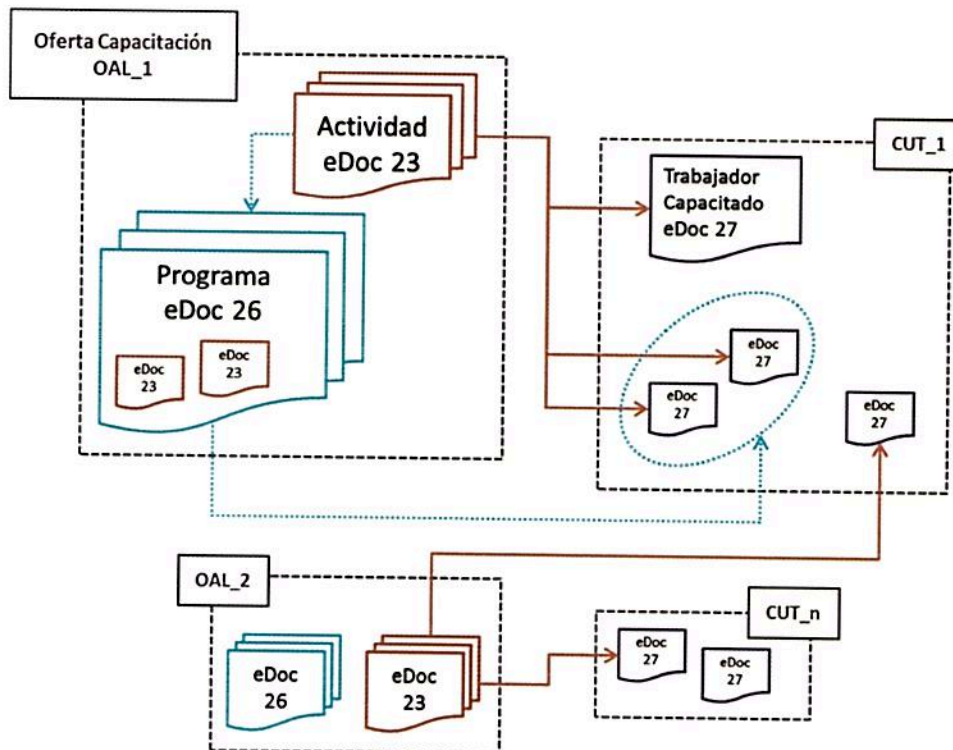 Oferta Capacitación
OAL_1
Actividad
eDoc 23
CUT_1
Trabajador
Capacitado
eDoc 27
Programa
eDoc 26
eDoc
23
eDoc
23
eDoc
27
eDoc
27
eDoc
27
OAL_2
CUT_n
eDoc
26
eDoc
23
eDoc
27
eDoc
27